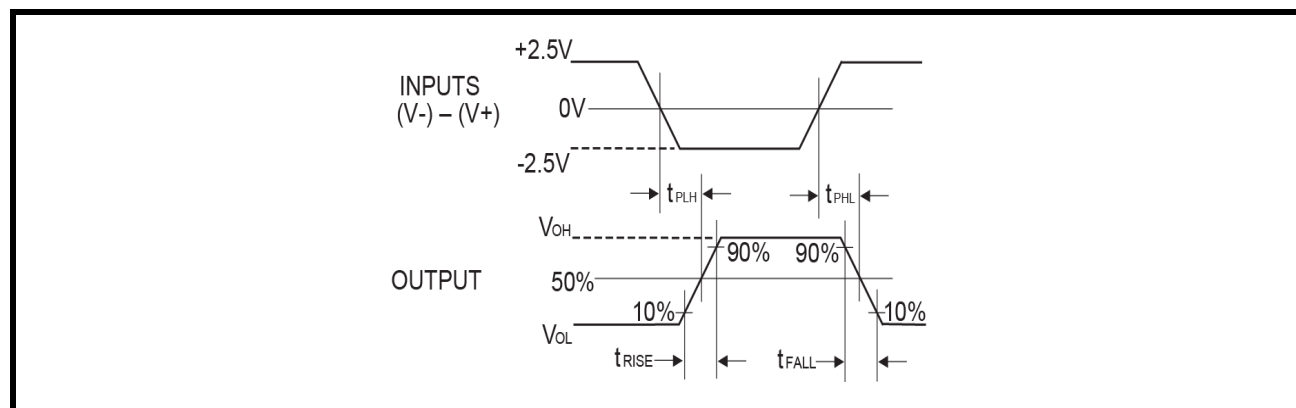 +2.5V
INPUTS
(V-) – (V+)
0V
-2.5V
tPLH
tPHL
VOH
90%
90%
OUTPUT
50%
10%
10%
VOL
tRISE
tFALL